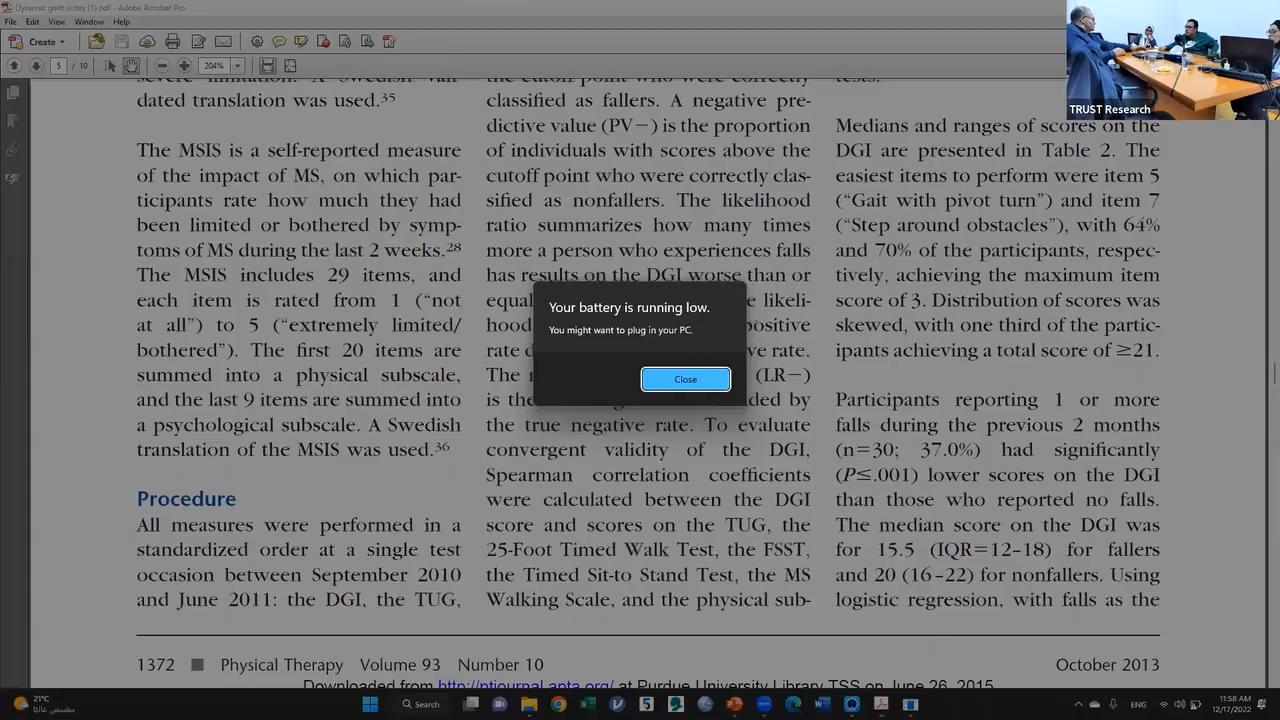 Dynamic gait index (1).pdf - Adobe Acrobat Pro
File Edit View Window Help
Create
5 / 10
204%
TRUST Research
dated translation was used.35
The MSIS is a self-reported measure
of the impact of MS, on which par-
ticipants rate how much they had
been limited or bothered by symp-
toms of MS during the last 2 weeks.28
The MSIS includes 29 items, and
each item is rated from 1 (“not
at all”) to 5 (“extremely limited/
bothered”). The first 20 items are
summed into a physical subscale,
and the last 9 items are summed into
a psychological subscale. A Swedish
translation of the MSIS was used.36
Procedure
All measures were performed in a
standardized order at a single test
occasion between September 2010
and June 2011: the DGI, the TUG,
the cutoff point who were correctly
classified as fallers. A negative pre-
dictive value (PV−) is the proportion
of individuals with scores above the
cutoff point who were correctly clas-
sified as nonfallers. The likelihood
ratio summarizes how many times
more a person who experiences falls
has results on the DGI worse than or
equal likeli-
hood positive
rate ve rate.
The (LR−)
is the ded by
the true negative rate. To evaluate
convergent validity of the DGI,
Spearman correlation coefficients
were calculated between the DGI
score and scores on the TUG, the
25-Foot Timed Walk Test, the FSST,
the Timed Sit-to Stand Test, the MS
Walking Scale, and the physical sub-
tests.
Medians and ranges of scores on the
DGI are presented in Table 2. The
easiest items to perform were item 5
(“Gait with pivot turn”) and item 7
(“Step around obstacles”), with 64%
and 70% of the participants, respec-
tively, achieving the maximum item
score of 3. Distribution of scores was
skewed, with one third of the partic-
ipants achieving a total score of ≥21.
Participants reporting 1 or more
falls during the previous 2 months
(n=30; 37.0%) had significantly
(P≤.001) lower scores on the DGI
than those who reported no falls.
The median score on the DGI was
for 15.5 (IQR=12–18) for fallers
and 20 (16–22) for nonfallers. Using
logistic regression, with falls as the
Your battery is running low.
You might want to plug in your PC.
Close
1372 ■ Physical Therapy Volume 93 Number 10 October 2013
Downloaded from http://ptjournal.apta.org/ at Purdue University Library TSS on June 26, 2015
21°C
مشمس غالبًا
Search
ENG
11:58 AM
12/17/2022